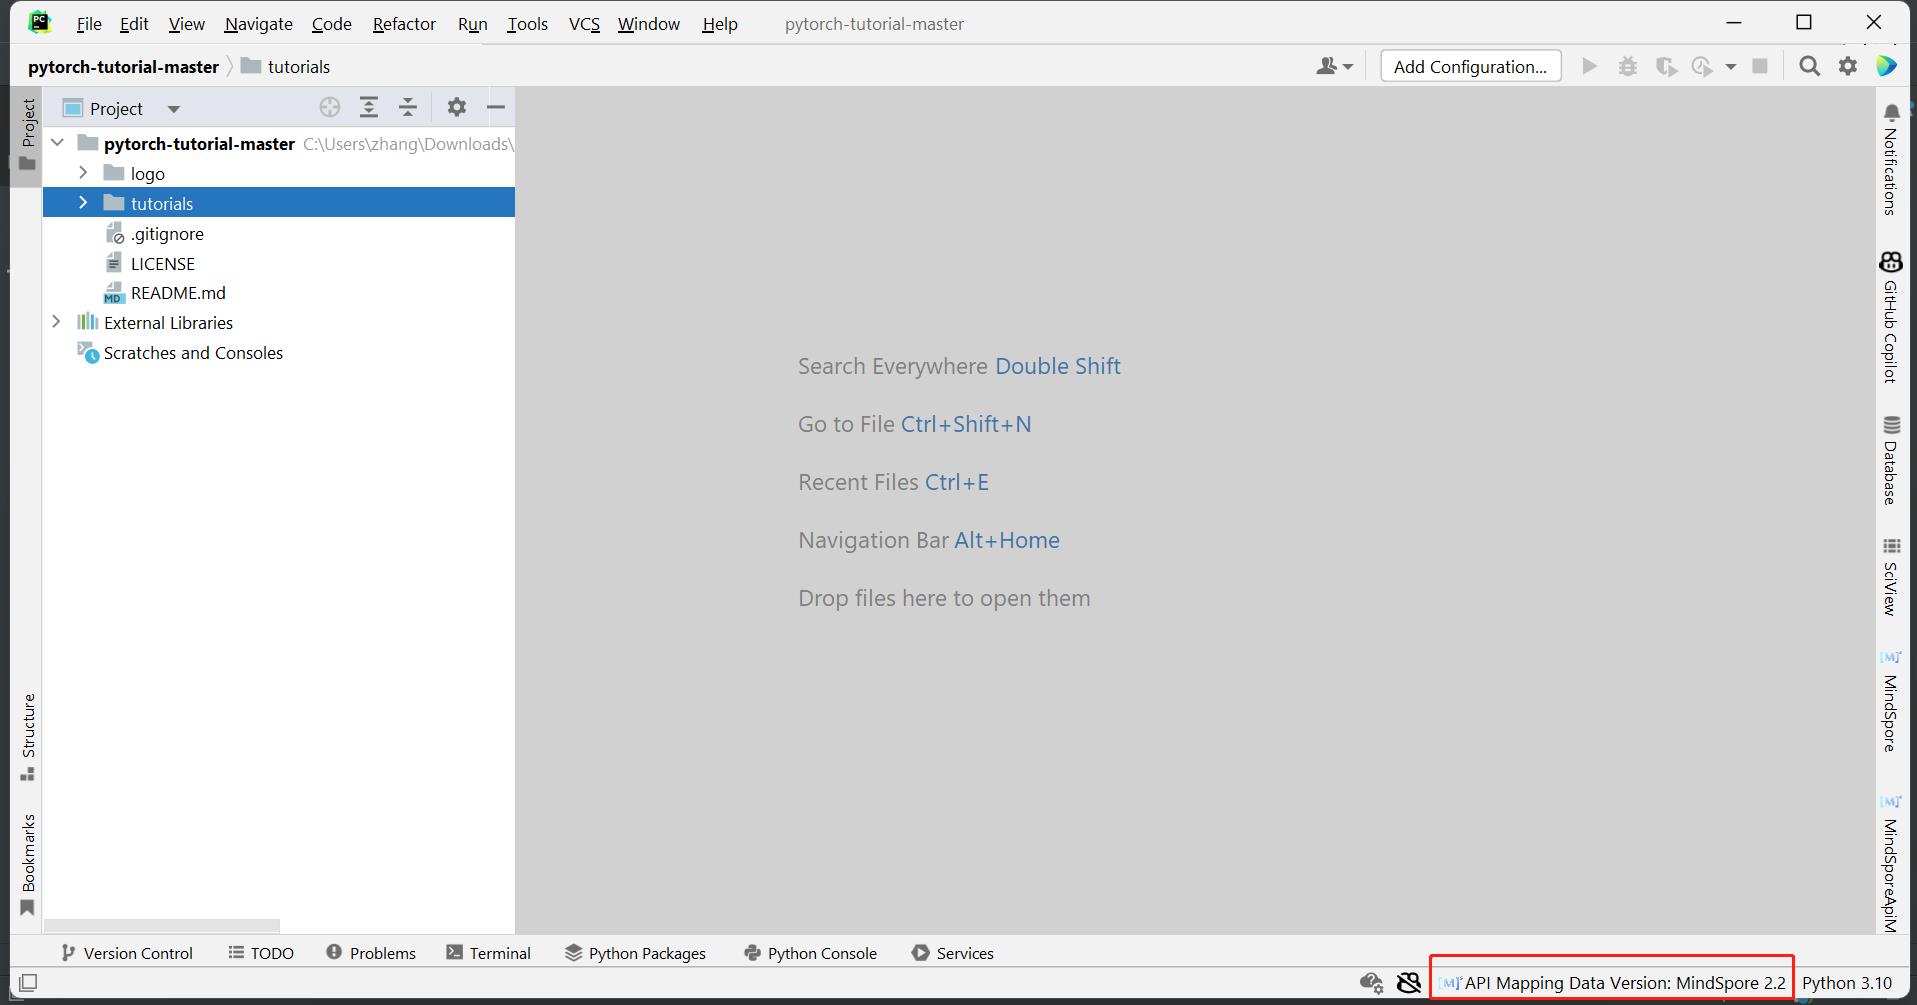 PC File Edit View Navigate Code Refactor Run Tools VCS Window Help pytorch-tutorial-master
pytorch-tutorial-master tutorials Add Configuration...
Project
Project
pytorch-tutorial-master C:\Users\zhang\Downloads\
logo
tutorials
.gitignore
LICENSE
MD README.md
External Libraries
Scratches and Consoles
Structure
Bookmarks
Search Everywhere Double Shift
Go to File Ctrl+Shift+N
Recent Files Ctrl+E
Navigation Bar Alt+Home
Drop files here to open them
Notifications
GitHub Copilot
Database
SciView
[M] MindSpore
[M] MindSporeApiM
Version Control TODO Problems Terminal Python Packages Python Console Services
[M] API Mapping Data Version: MindSpore 2.2 Python 3.10